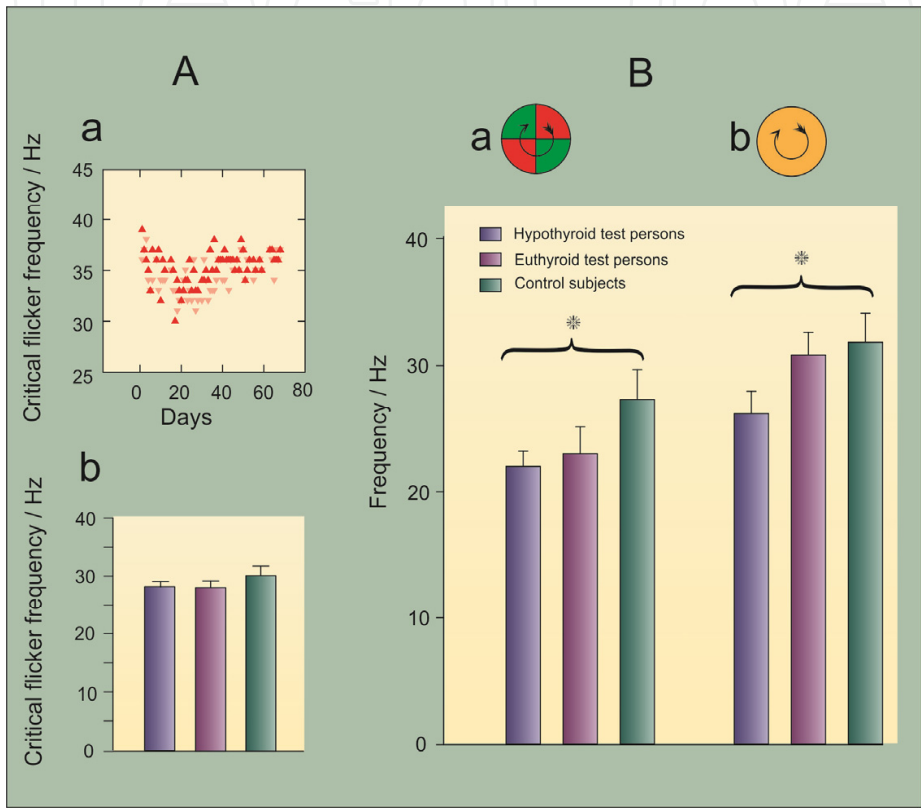 A
a
Critical flicker frequency / Hz
45
40
35
30
25
0 20 40 60 80
Days
b
Critical flicker frequency / Hz
40
30
20
10
0
B
a
b
Frequency / Hz
40
30
20
10
0
Hypothyroid test persons
Euthyroid test persons
Control subjects